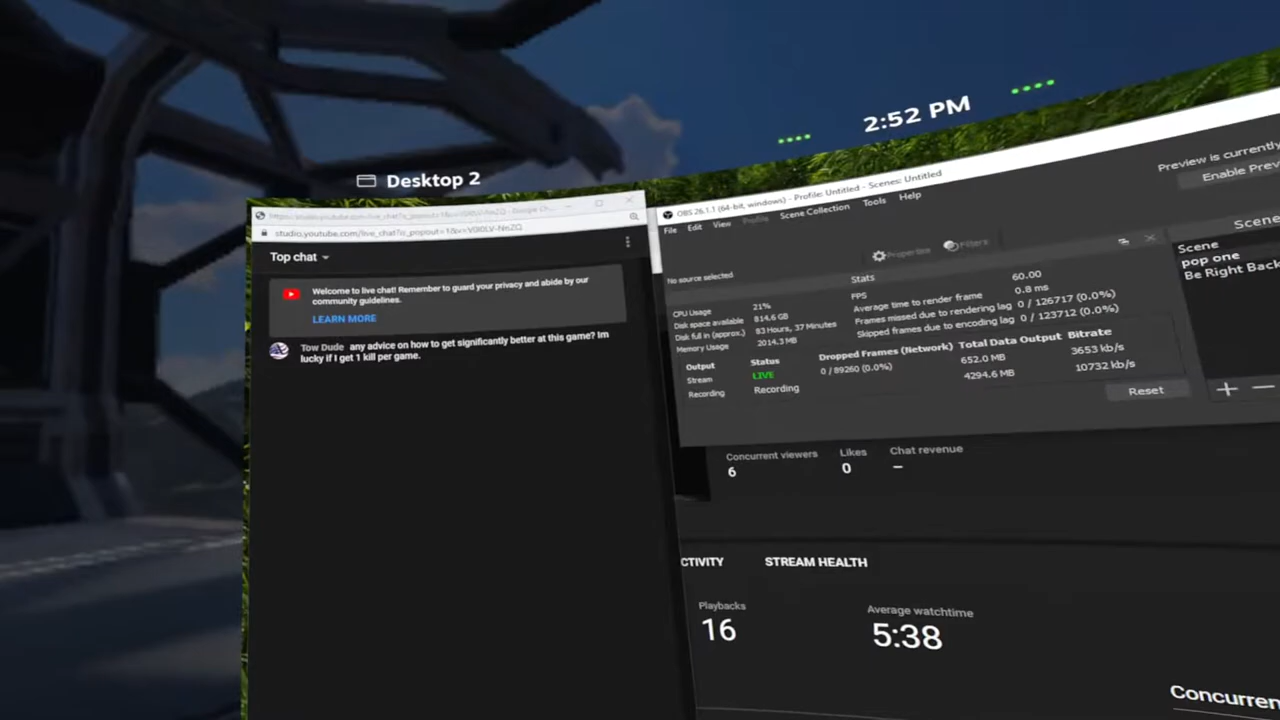 2:52 PM
Desktop 2
studio.youtube.com/live_chat?is_popout=1&v=
Top chat
Welcome to live chat! Remember to guard your privacy and abide by our
community guidelines.
LEARN MORE
Tow Dude any advice on how to get significantly better at this game? Im
lucky if I get 1 kill per game.
OBS 26.1.1 (64-bit, windows) - Profile: Untitled - Scenes: Untitled
File Edit View Profile Scene Collection Tools Help
Preview is currently
Enable Prev
No source selected
Properties
Filters
Stats
CPU Usage 21%
Disk space available 814.6 GB
Disk full in (approx.) 83 Hours, 37 Minutes
Memory Usage 2014.3 MB
FPS 60.00
Average time to render frame 0.8 ms
Frames missed due to rendering lag 0 / 126717 (0.0%)
Skipped frames due to encoding lag 0 / 123712 (0.0%)
Output Status Dropped Frames (Network) Total Data Output Bitrate
Stream LIVE 0 / 89260 (0.0%) 652.0 MB 3653 kb/s
Recording Recording 4294.6 MB 10732 kb/s
Reset
Scene
Scene
pop one
Be Right Back
Concurrent viewers
6
Likes
0
Chat revenue
–
CTIVITY
STREAM HEALTH
Playbacks
16
Average watchtime
5:38
Concurren